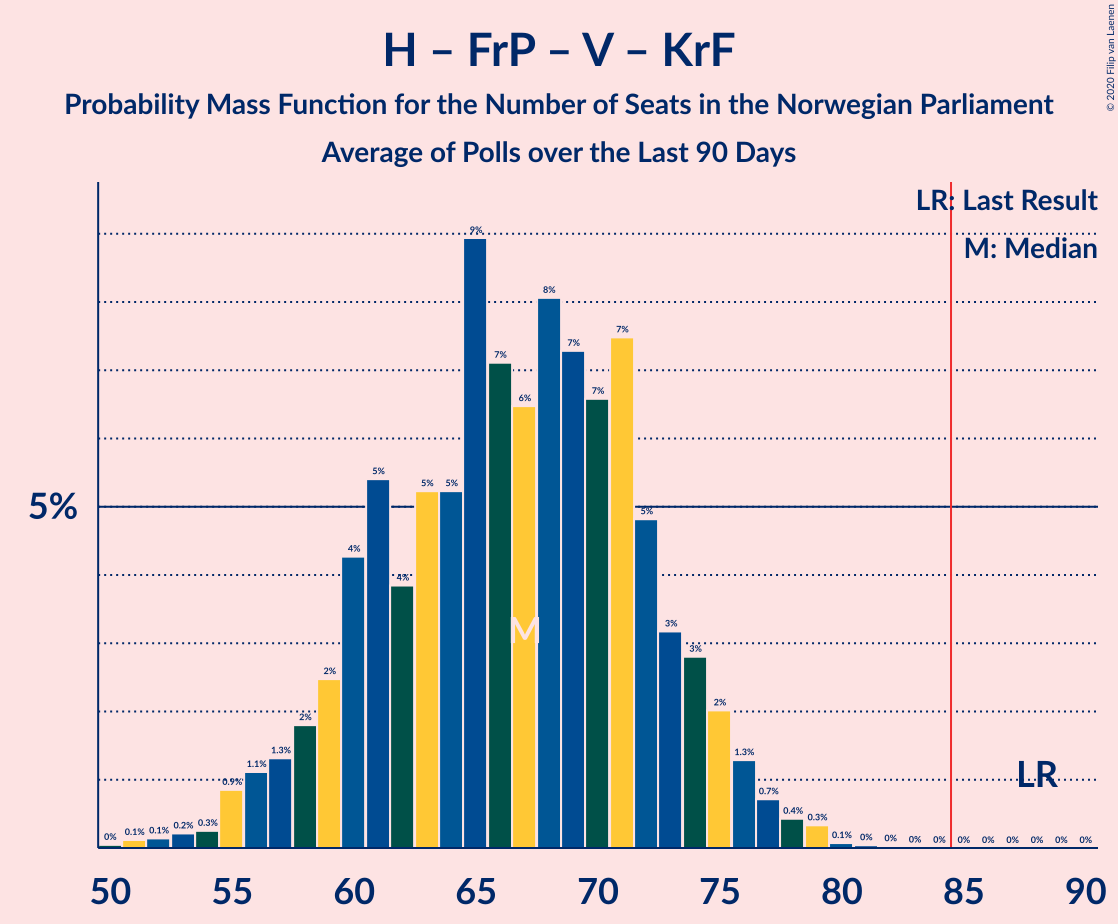 H – FrP – V – KrF
Probability Mass Function for the Number of Seats in the Norwegian Parliament
Average of Polls over the Last 90 Days
© 2020 Filip van Laenen
LR: Last Result
M: Median
5%
0% 0.1% 0.1% 0.2% 0.3% 0.9% 1.1% 1.3% 2% 2% 4% 5% 4% 5% 5% 9% 7% 6% 8% 7% 7% 7% 5% 3% 3% 2% 1.3% 0.7% 0.4% 0.3% 0.1% 0% 0% 0% 0% 0% 0% 0% 0% 0% 0%
M
LR
50 55 60 65 70 75 80 85 90